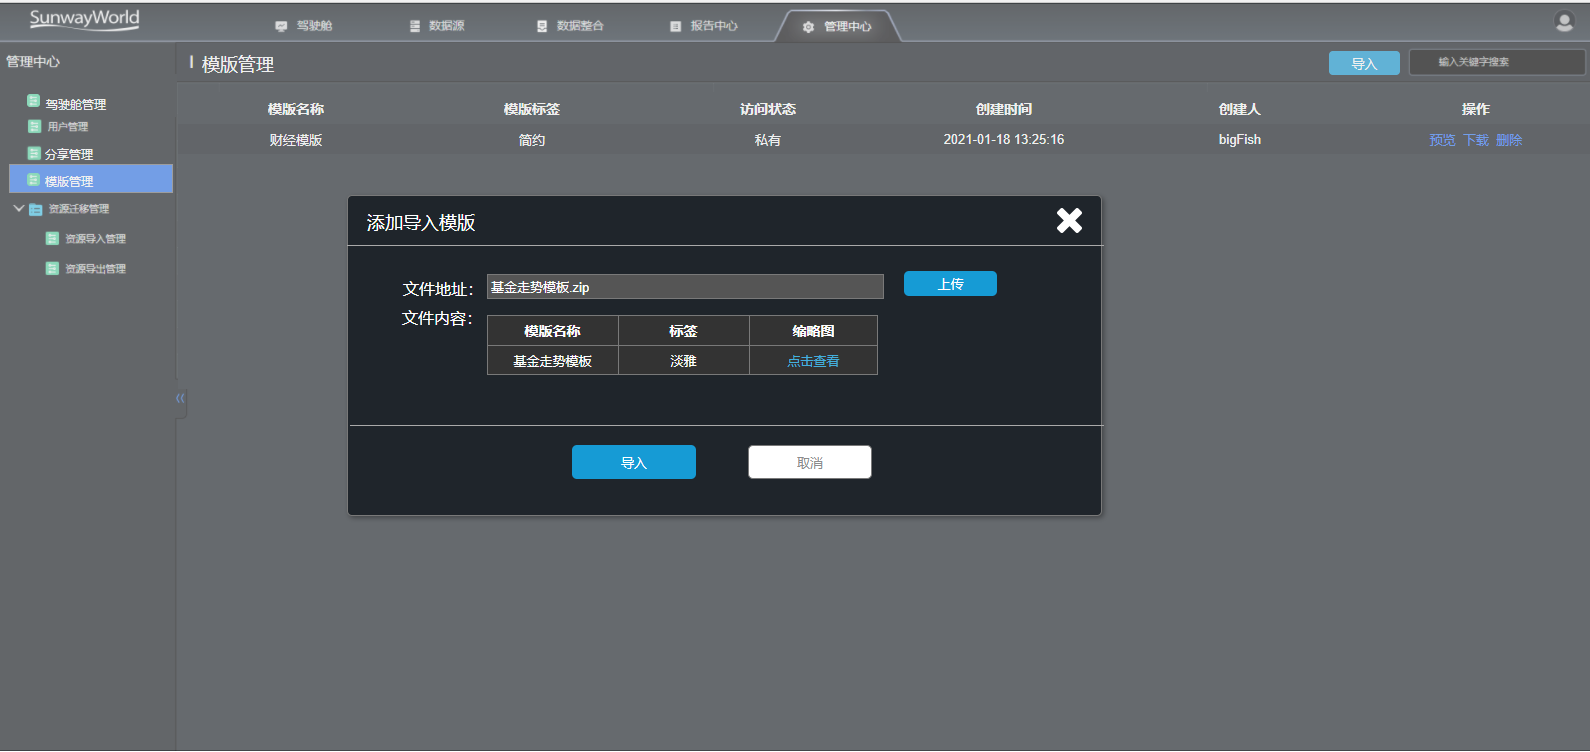 SunwayWorld
驾驶舱 数据源 数据整合 报告中心 管理中心
管理中心
驾驶舱管理
用户管理
分享管理
模版管理
资源迁移管理
资源导入管理
资源导出管理
模版管理
导入
输入关键字搜索
模版名称 模版标签 访问状态 创建时间 创建人 操作
财经模版 简约 私有 2021-01-18 13:25:16 bigFish 预览 下载 删除
添加导入模版
文件地址： 基金走势模板.zip 上传
文件内容：
模版名称 标签 缩略图
基金走势模板 淡雅 点击查看
导入 取消